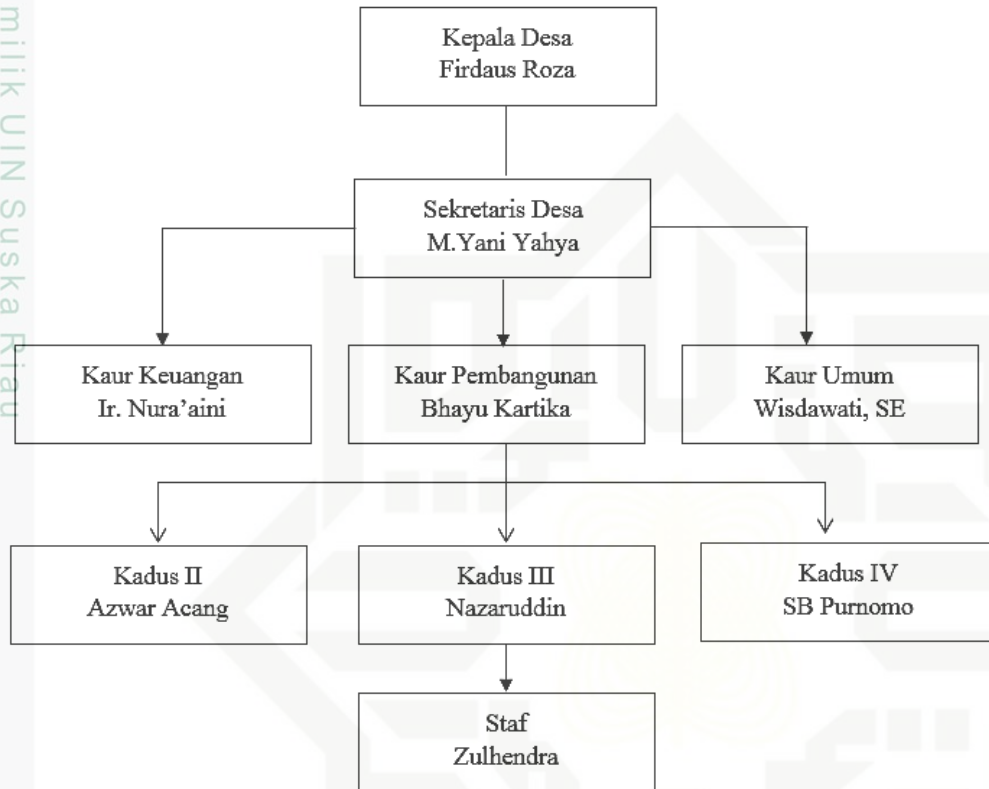 milik UIN Suska Riau
Kepala Desa
Firdaus Roza
Sekretaris Desa
M.Yani Yahya
Kaur Keuangan
Ir. Nura’aini
Kaur Pembangunan
Bhayu Kartika
Kaur Umum
Wisdawati, SE
Kadus II
Azwar Acang
Kadus III
Nazaruddin
Kadus IV
SB Purnomo
Staf
Zulhendra